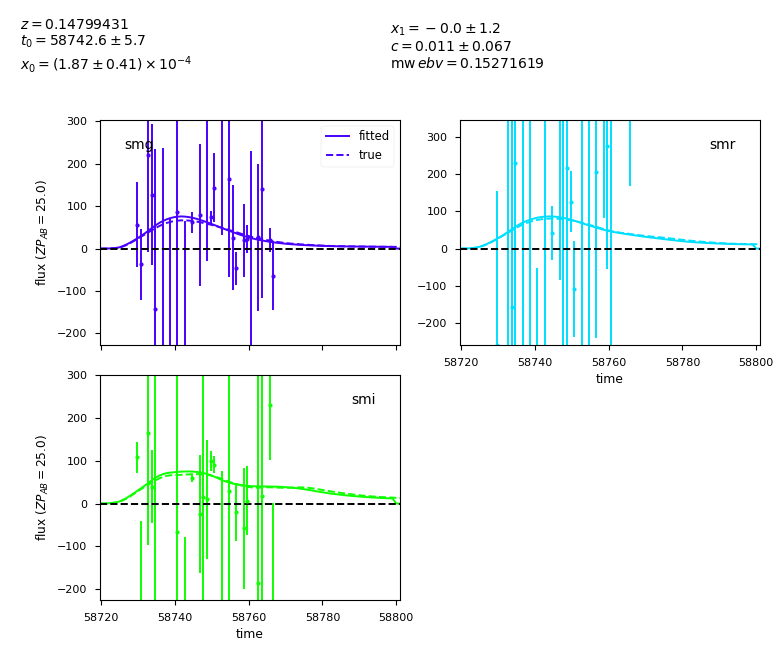 z = 0.14799431
t₀ = 58742.6 ± 5.7
x₀ = (1.87 ± 0.41) × 10⁻⁴
x₁ = −0.0 ± 1.2
c = 0.011 ± 0.067
mw ebv = 0.15271619
300
200
100
0
−100
−200
flux (ZP_AB = 25.0)
smg
fitted
true
300
200
100
0
−100
−200
smr
58720
58740
58760
58780
58800
time
300
200
100
0
−100
−200
flux (ZP_AB = 25.0)
smi
58720
58740
58760
58780
58800
time